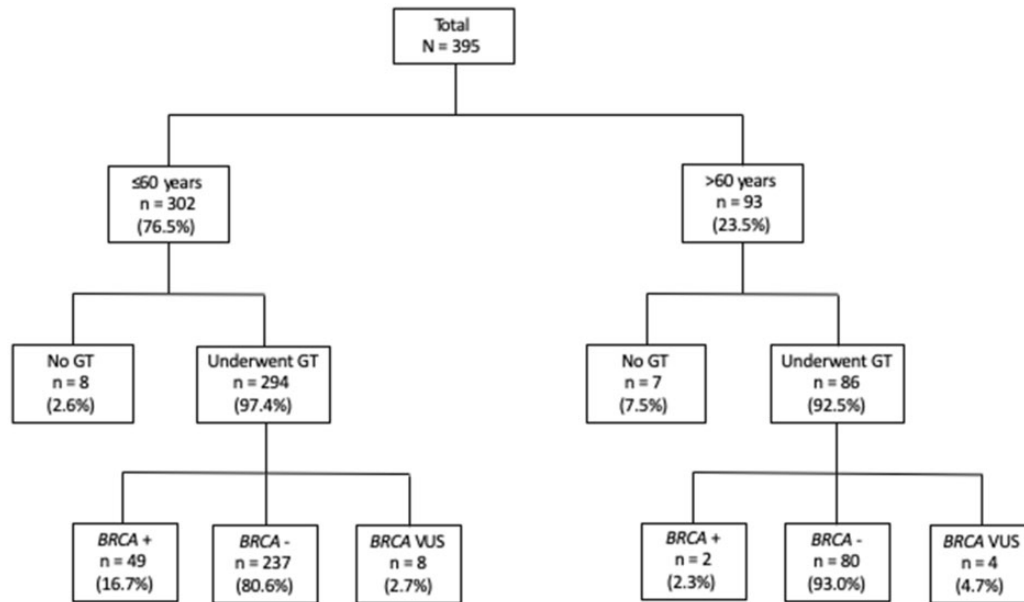 Total
N = 395
≤60 years
n = 302
(76.5%)
>60 years
n = 93
(23.5%)
No GT
n = 8
(2.6%)
Underwent GT
n = 294
(97.4%)
No GT
n = 7
(7.5%)
Underwent GT
n = 86
(92.5%)
BRCA +
n = 49
(16.7%)
BRCA -
n = 237
(80.6%)
BRCA VUS
n = 8
(2.7%)
BRCA +
n = 2
(2.3%)
BRCA -
n = 80
(93.0%)
BRCA VUS
n = 4
(4.7%)